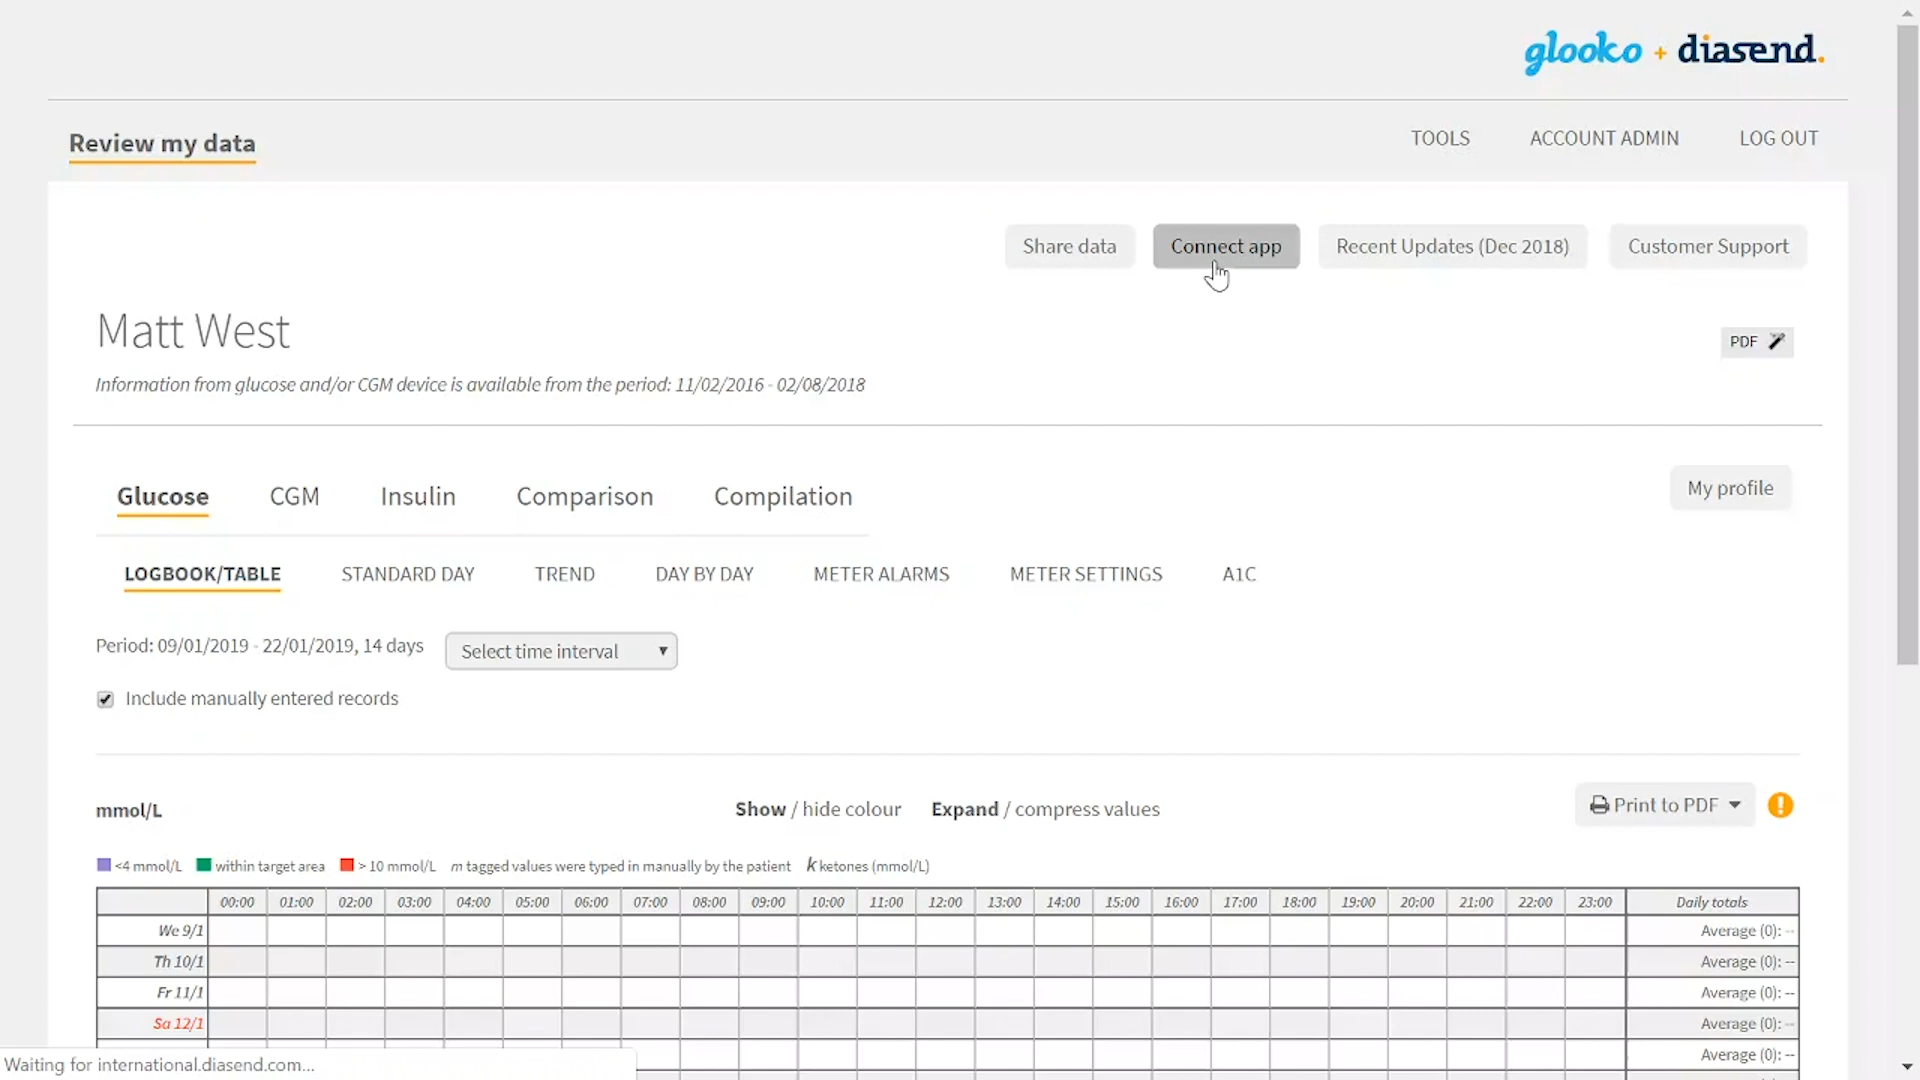 glooko + diasend.
Review my data
TOOLS ACCOUNT ADMIN LOG OUT
Share data Connect app Recent Updates (Dec 2018) Customer Support
Matt West
PDF
Information from glucose and/or CGM device is available from the period: 11/02/2016 - 02/08/2018
Glucose CGM Insulin Comparison Compilation
My profile
LOGBOOK/TABLE STANDARD DAY TREND DAY BY DAY METER ALARMS METER SETTINGS A1C
Period: 09/01/2019 - 22/01/2019, 14 days Select time interval
Include manually entered records
mmol/L Show / hide colour Expand / compress values Print to PDF
<4 mmol/L within target area > 10 mmol/L m tagged values were typed in manually by the patient k ketones (mmol/L)
00:00 01:00 02:00 03:00 04:00 05:00 06:00 07:00 08:00 09:00 10:00 11:00 12:00 13:00 14:00 15:00 16:00 17:00 18:00 19:00 20:00 21:00 22:00 23:00 Daily totals
We 9/1 Average (0): --
Th 10/1 Average (0): --
Fr 11/1 Average (0): --
Sa 12/1 Average (0): --
Average (0): --
Waiting for international.diasend.com...